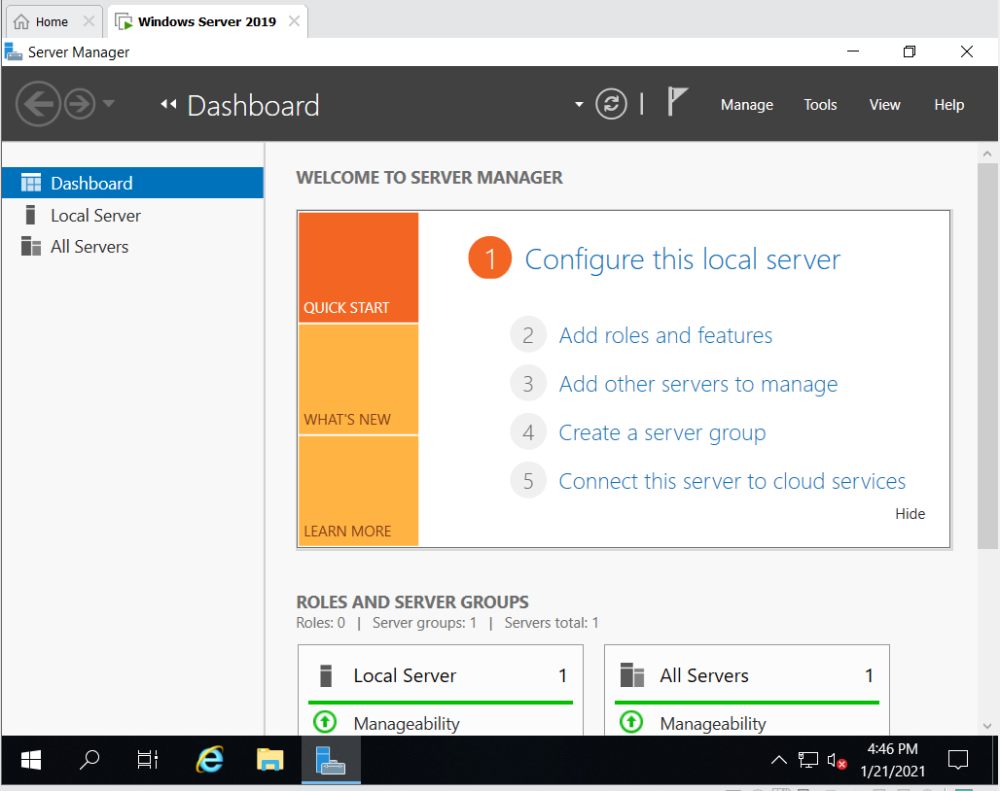 Home
Windows Server 2019
Server Manager
Dashboard
Manage Tools View Help
Dashboard
Local Server
All Servers
WELCOME TO SERVER MANAGER
QUICK START
WHAT'S NEW
LEARN MORE
1 Configure this local server
2 Add roles and features
3 Add other servers to manage
4 Create a server group
5 Connect this server to cloud services
Hide
ROLES AND SERVER GROUPS
Roles: 0 | Server groups: 1 | Servers total: 1
Local Server 1
Manageability
All Servers 1
Manageability
4:46 PM
1/21/2021